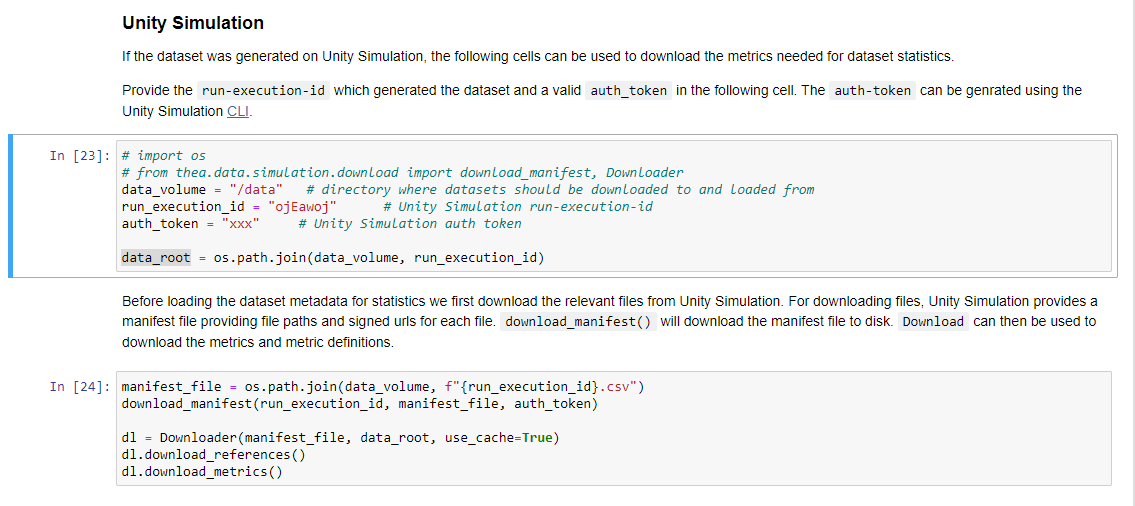 Unity Simulation
If the dataset was generated on Unity Simulation, the following cells can be used to download the metrics needed for dataset statistics.
Provide the run-execution-id which generated the dataset and a valid auth_token in the following cell. The auth-token can be genrated using the
Unity Simulation CLI.
In [23]: # import os
# from thea.data.simulation.download import download_manifest, Downloader
data_volume = "/data"   # directory where datasets should be downloaded to and loaded from
run_execution_id = "ojEawoj"      # Unity Simulation run-execution-id
auth_token = "xxx"     # Unity Simulation auth token
data_root = os.path.join(data_volume, run_execution_id)
Before loading the dataset metadata for statistics we first download the relevant files from Unity Simulation. For downloading files, Unity Simulation provides a
manifest file providing file paths and signed urls for each file. download_manifest() will download the manifest file to disk. Download can then be used to
download the metrics and metric definitions.
In [24]: manifest_file = os.path.join(data_volume, f"{run_execution_id}.csv")
download_manifest(run_execution_id, manifest_file, auth_token)
dl = Downloader(manifest_file, data_root, use_cache=True)
dl.download_references()
dl.download_metrics()